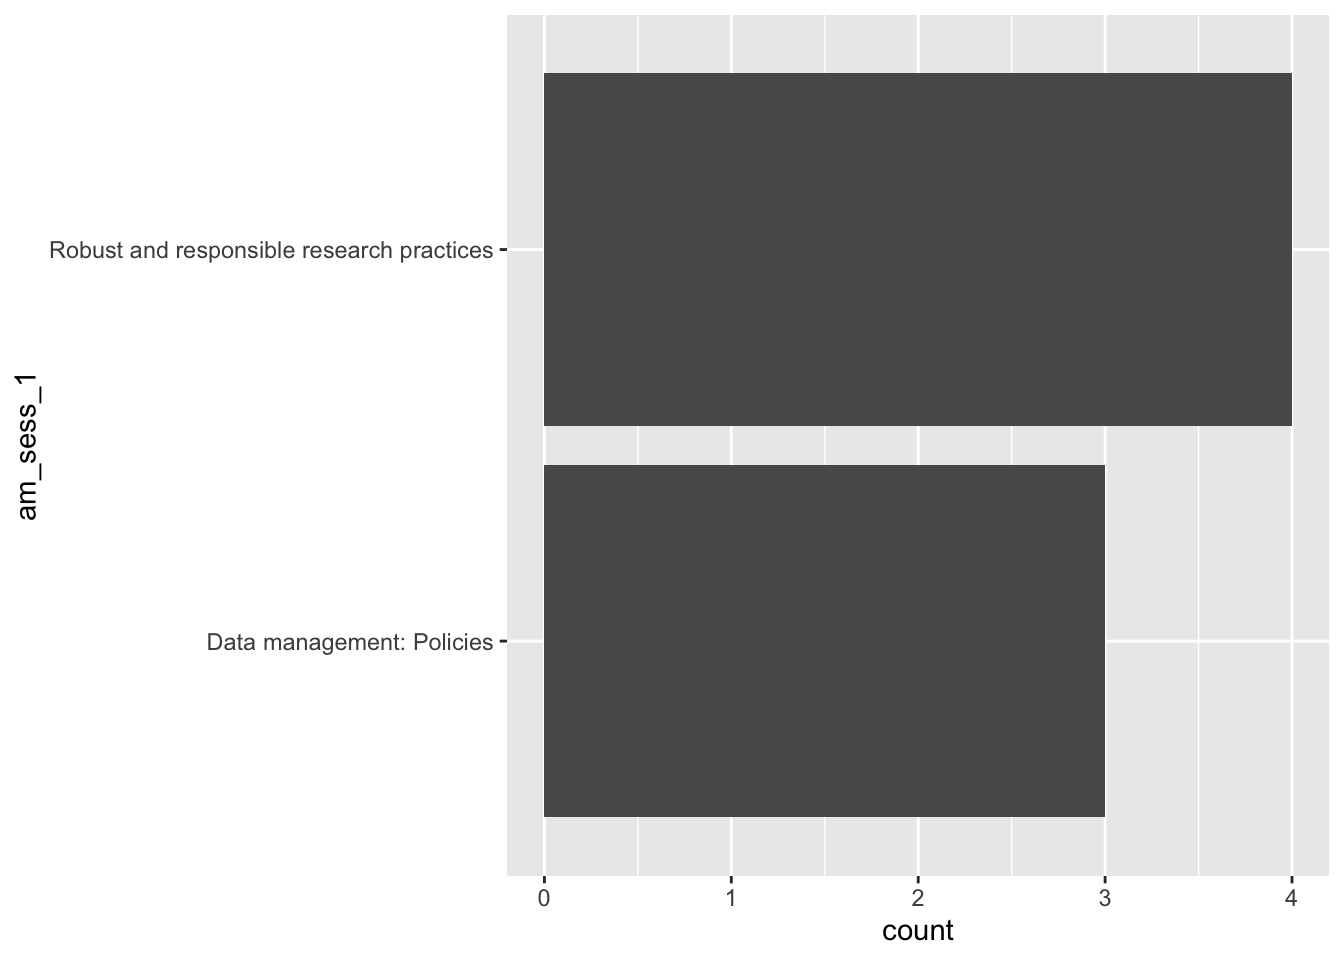 am_sess_1
Robust and responsible research practices
Data management: Policies
0 1 2 3 4
count